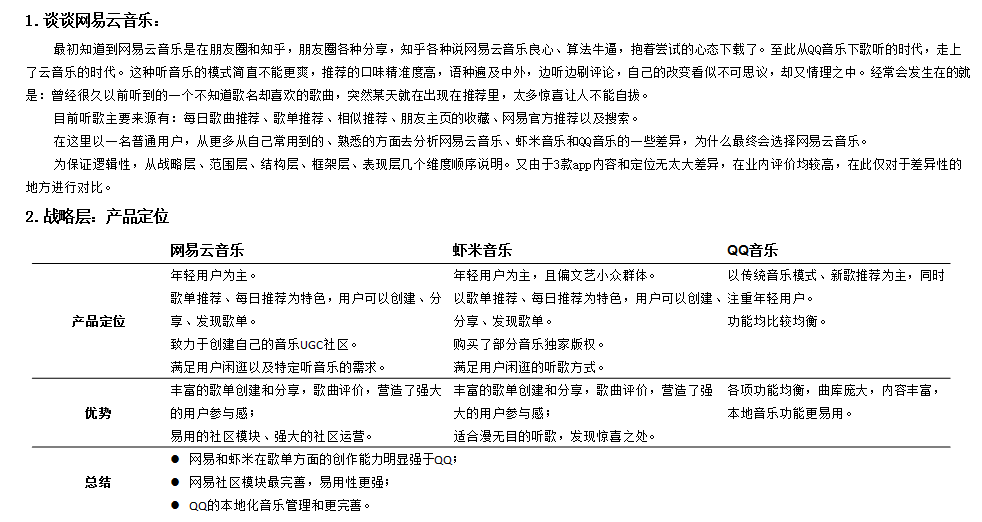 1.谈谈网易云音乐：
最初知道到网易云音乐是在朋友圈和知乎，朋友圈各种分享，知乎各种说网易云音乐良心、算法牛逼，抱着尝试的心态下载了。至此从QQ音乐下歌听的时代，走上
了云音乐的时代。这种听音乐的模式简直不能更爽，推荐的口味精准度高，语种遍及中外，边听边刷评论，自己的改变看似不可思议，却又情理之中。经常会发生在的就
是：曾经很久以前听到的一个不知道歌名却喜欢的歌曲，突然某天就在出现在推荐里，太多惊喜让人不能自拔。
目前听歌主要来源有：每日歌曲推荐、歌单推荐、相似推荐、朋友主页的收藏、网易官方推荐以及搜索。
在这里以一名普通用户，从更多从自己常用到的、熟悉的方面去分析网易云音乐、虾米音乐和QQ音乐的一些差异，为什么最终会选择网易云音乐。
为保证逻辑性，从战略层、范围层、结构层、框架层、表现层几个维度顺序说明。又由于3款app内容和定位无太大差异，在业内评价均较高，在此仅对于差异性的
地方进行对比。
2.战略层：产品定位
网易云音乐 虾米音乐 QQ音乐
产品定位
年轻用户为主。
歌单推荐、每日推荐为特色，用户可以创建、分
享、发现歌单。
致力于创建自己的音乐UGC社区。
满足用户闲逛以及特定听音乐的需求。
年轻用户为主，且偏文艺小众群体。
以歌单推荐、每日推荐为特色，用户可以创建、
分享、发现歌单。
购买了部分音乐独家版权。
满足用户闲逛的听歌方式。
以传统音乐模式、新歌推荐为主，同时
注重年轻用户。
功能均比较均衡。
优势
丰富的歌单创建和分享，歌曲评价，营造了强大
的用户参与感；
易用的社区模块、强大的社区运营。
丰富的歌单创建和分享，歌曲评价，营造了强
大的用户参与感；
适合漫无目的听歌，发现惊喜之处。
各项功能均衡，曲库庞大，内容丰富，
本地音乐功能更易用。
总结
● 网易和虾米在歌单方面的创作能力明显强于QQ；
● 网易社区模块最完善，易用性更强；
● QQ的本地化音乐管理和更完善。